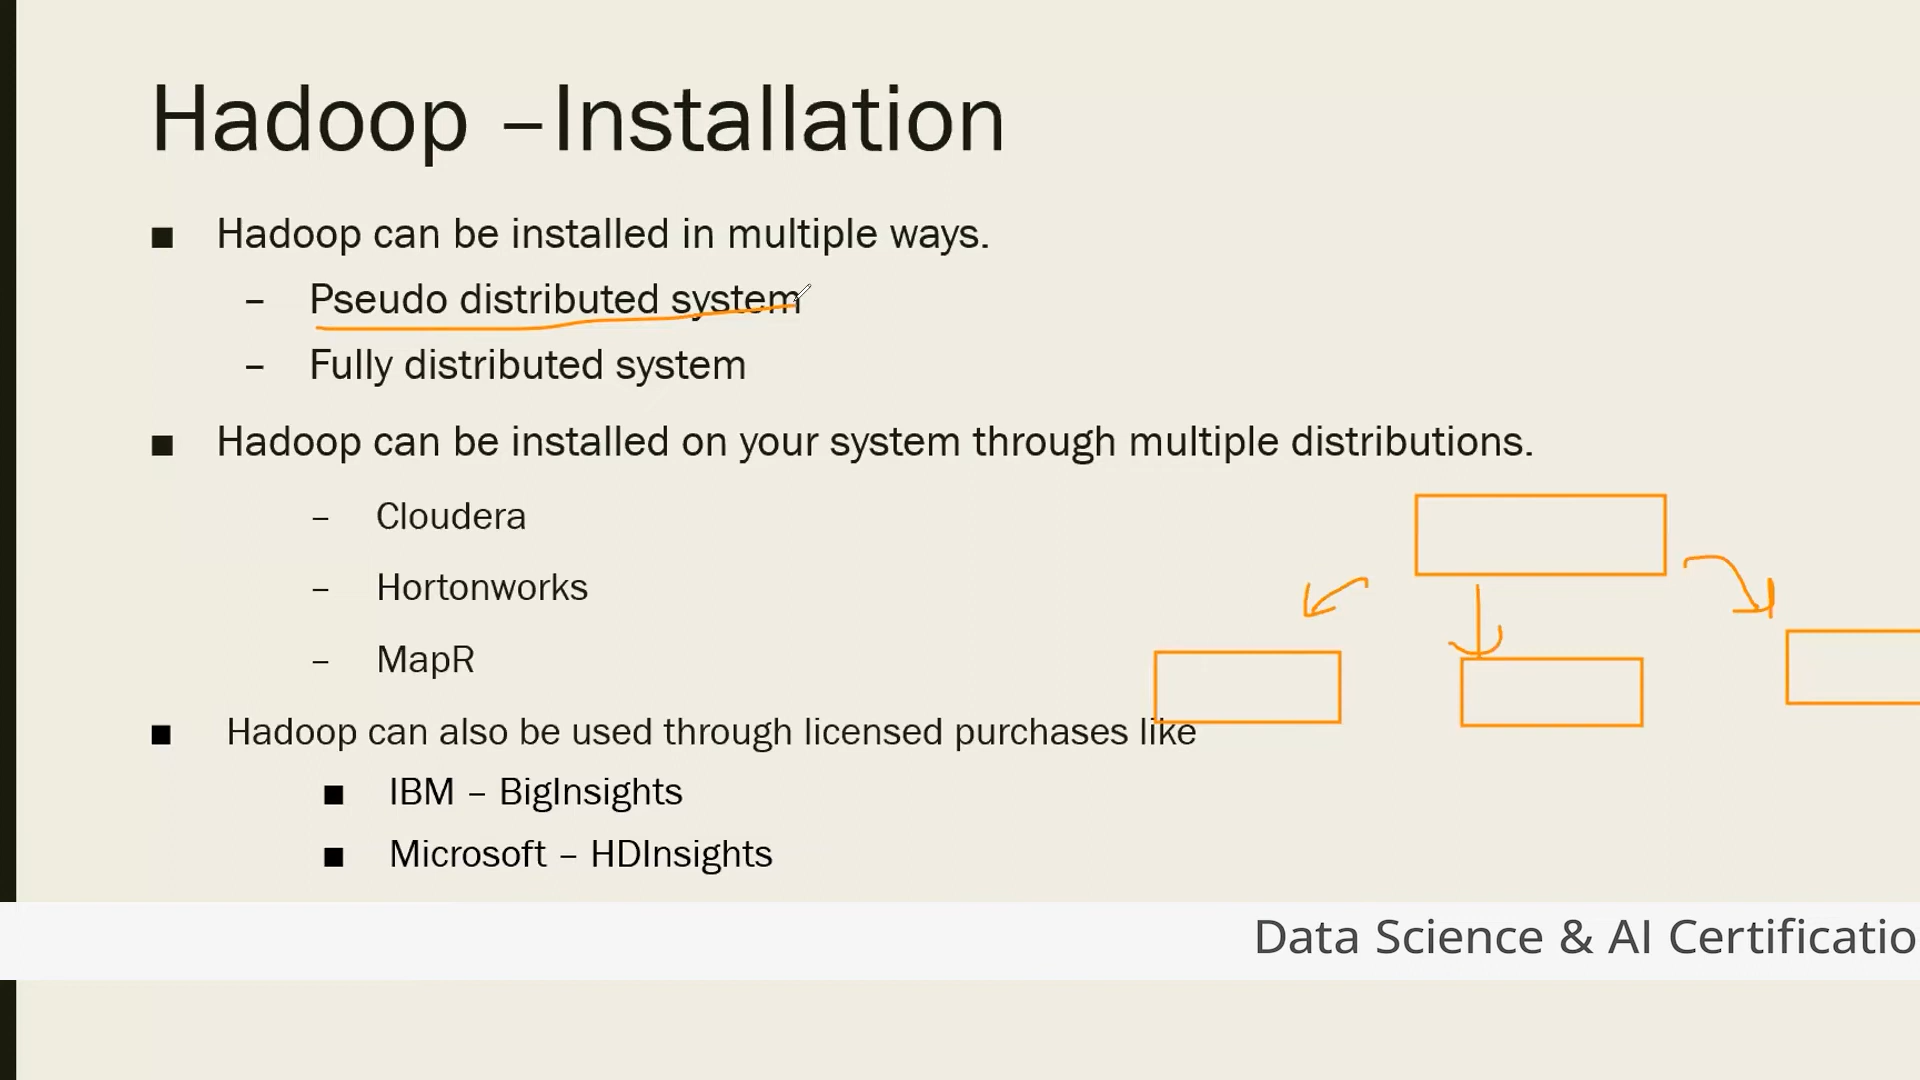 Hadoop –Installation
■ Hadoop can be installed in multiple ways.
– Pseudo distributed system
– Fully distributed system
■ Hadoop can be installed on your system through multiple distributions.
– Cloudera
– Hortonworks
– MapR
■ Hadoop can also be used through licensed purchases like
■ IBM – BigInsights
■ Microsoft – HDInsights
Data Science & AI Certificatio